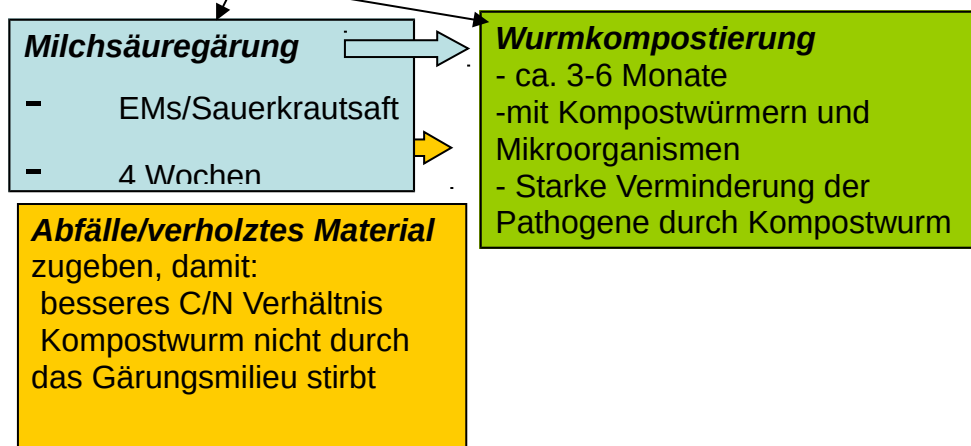 Milchsäuregärung
- EMs/Sauerkrautsaft
- 4 Wochen
Wurmkompostierung
- ca. 3-6 Monate
-mit Kompostwürmern und
Mikroorganismen
- Starke Verminderung der
Pathogene durch Kompostwurm
Abfälle/verholztes Material
zugeben, damit:
besseres C/N Verhältnis
Kompostwurm nicht durch
das Gärungsmilieu stirbt